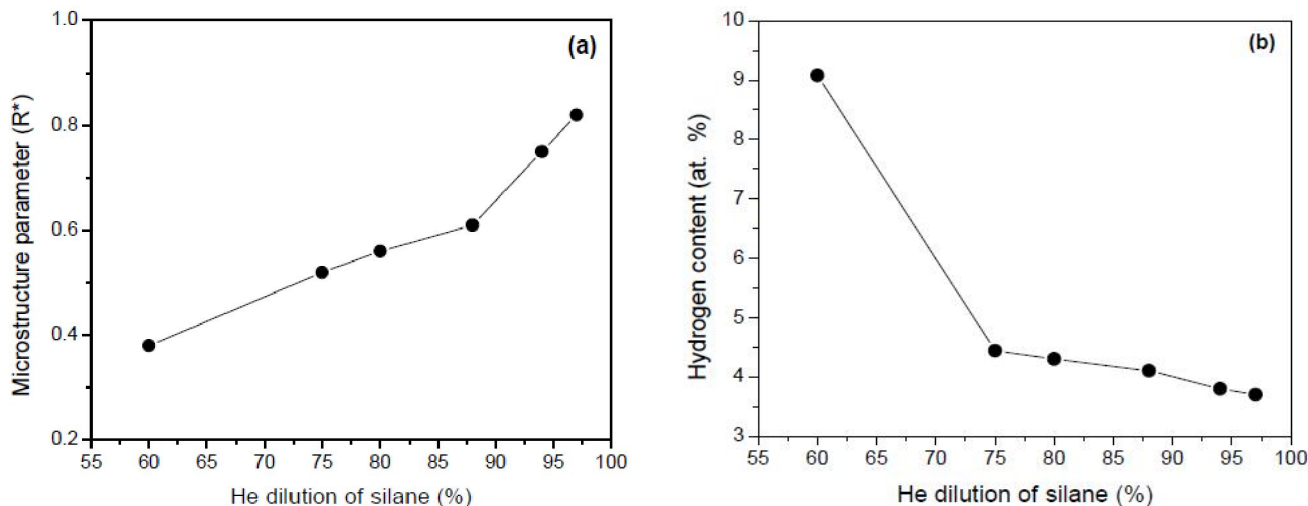 (a)
Microstructure parameter (R*)
1.0
0.8
0.6
0.4
0.2
55 60 65 70 75 80 85 90 95 100
He dilution of silane (%)
(b)
Hydrogen content (at. %)
10
9
8
7
6
5
4
3
55 60 65 70 75 80 85 90 95 100
He dilution of silane (%)